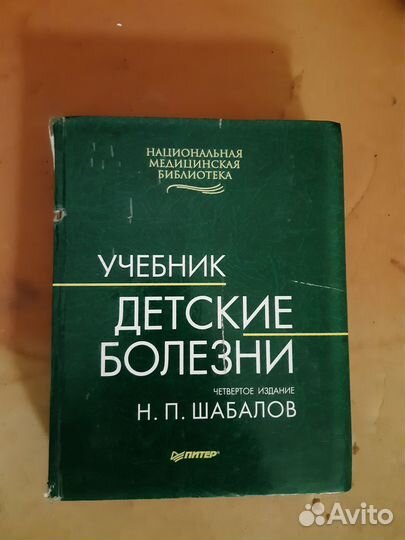 НАЦИОНАЛЬНАЯ
МЕДИЦИНСКАЯ
БИБЛИОТЕКА
УЧЕБНИК
ДЕТСКИЕ
БОЛЕЗНИ
ЧЕТВЕРТОЕ ИЗДАНИЕ
Н. П. ШАБАЛОВ
ПИТЕР®
Avito